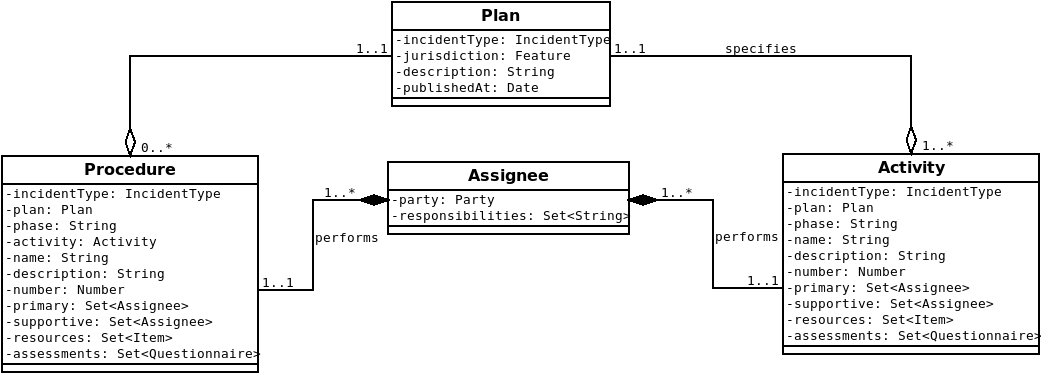 Plan
-incidentType: IncidentType
-jurisdiction: Feature
-description: String
-publishedAt: Date
1..1
1..1
specifies
0..*
1..*
Procedure
-incidentType: IncidentType
-plan: Plan
-phase: String
-activity: Activity
-name: String
-description: String
-number: Number
-primary: Set<Assignee>
-supportive: Set<Assignee>
-resources: Set<Item>
-assessments: Set<Questionnaire>
1..*
performs
1..1
Assignee
-party: Party
-responsibilities: Set<String>
1..*
performs
1..1
Activity
-incidentType: IncidentType
-plan: Plan
-phase: String
-name: String
-description: String
-number: Number
-primary: Set<Assignee>
-supportive: Set<Assignee>
-resources: Set<Item>
-assessments: Set<Questionnaire>